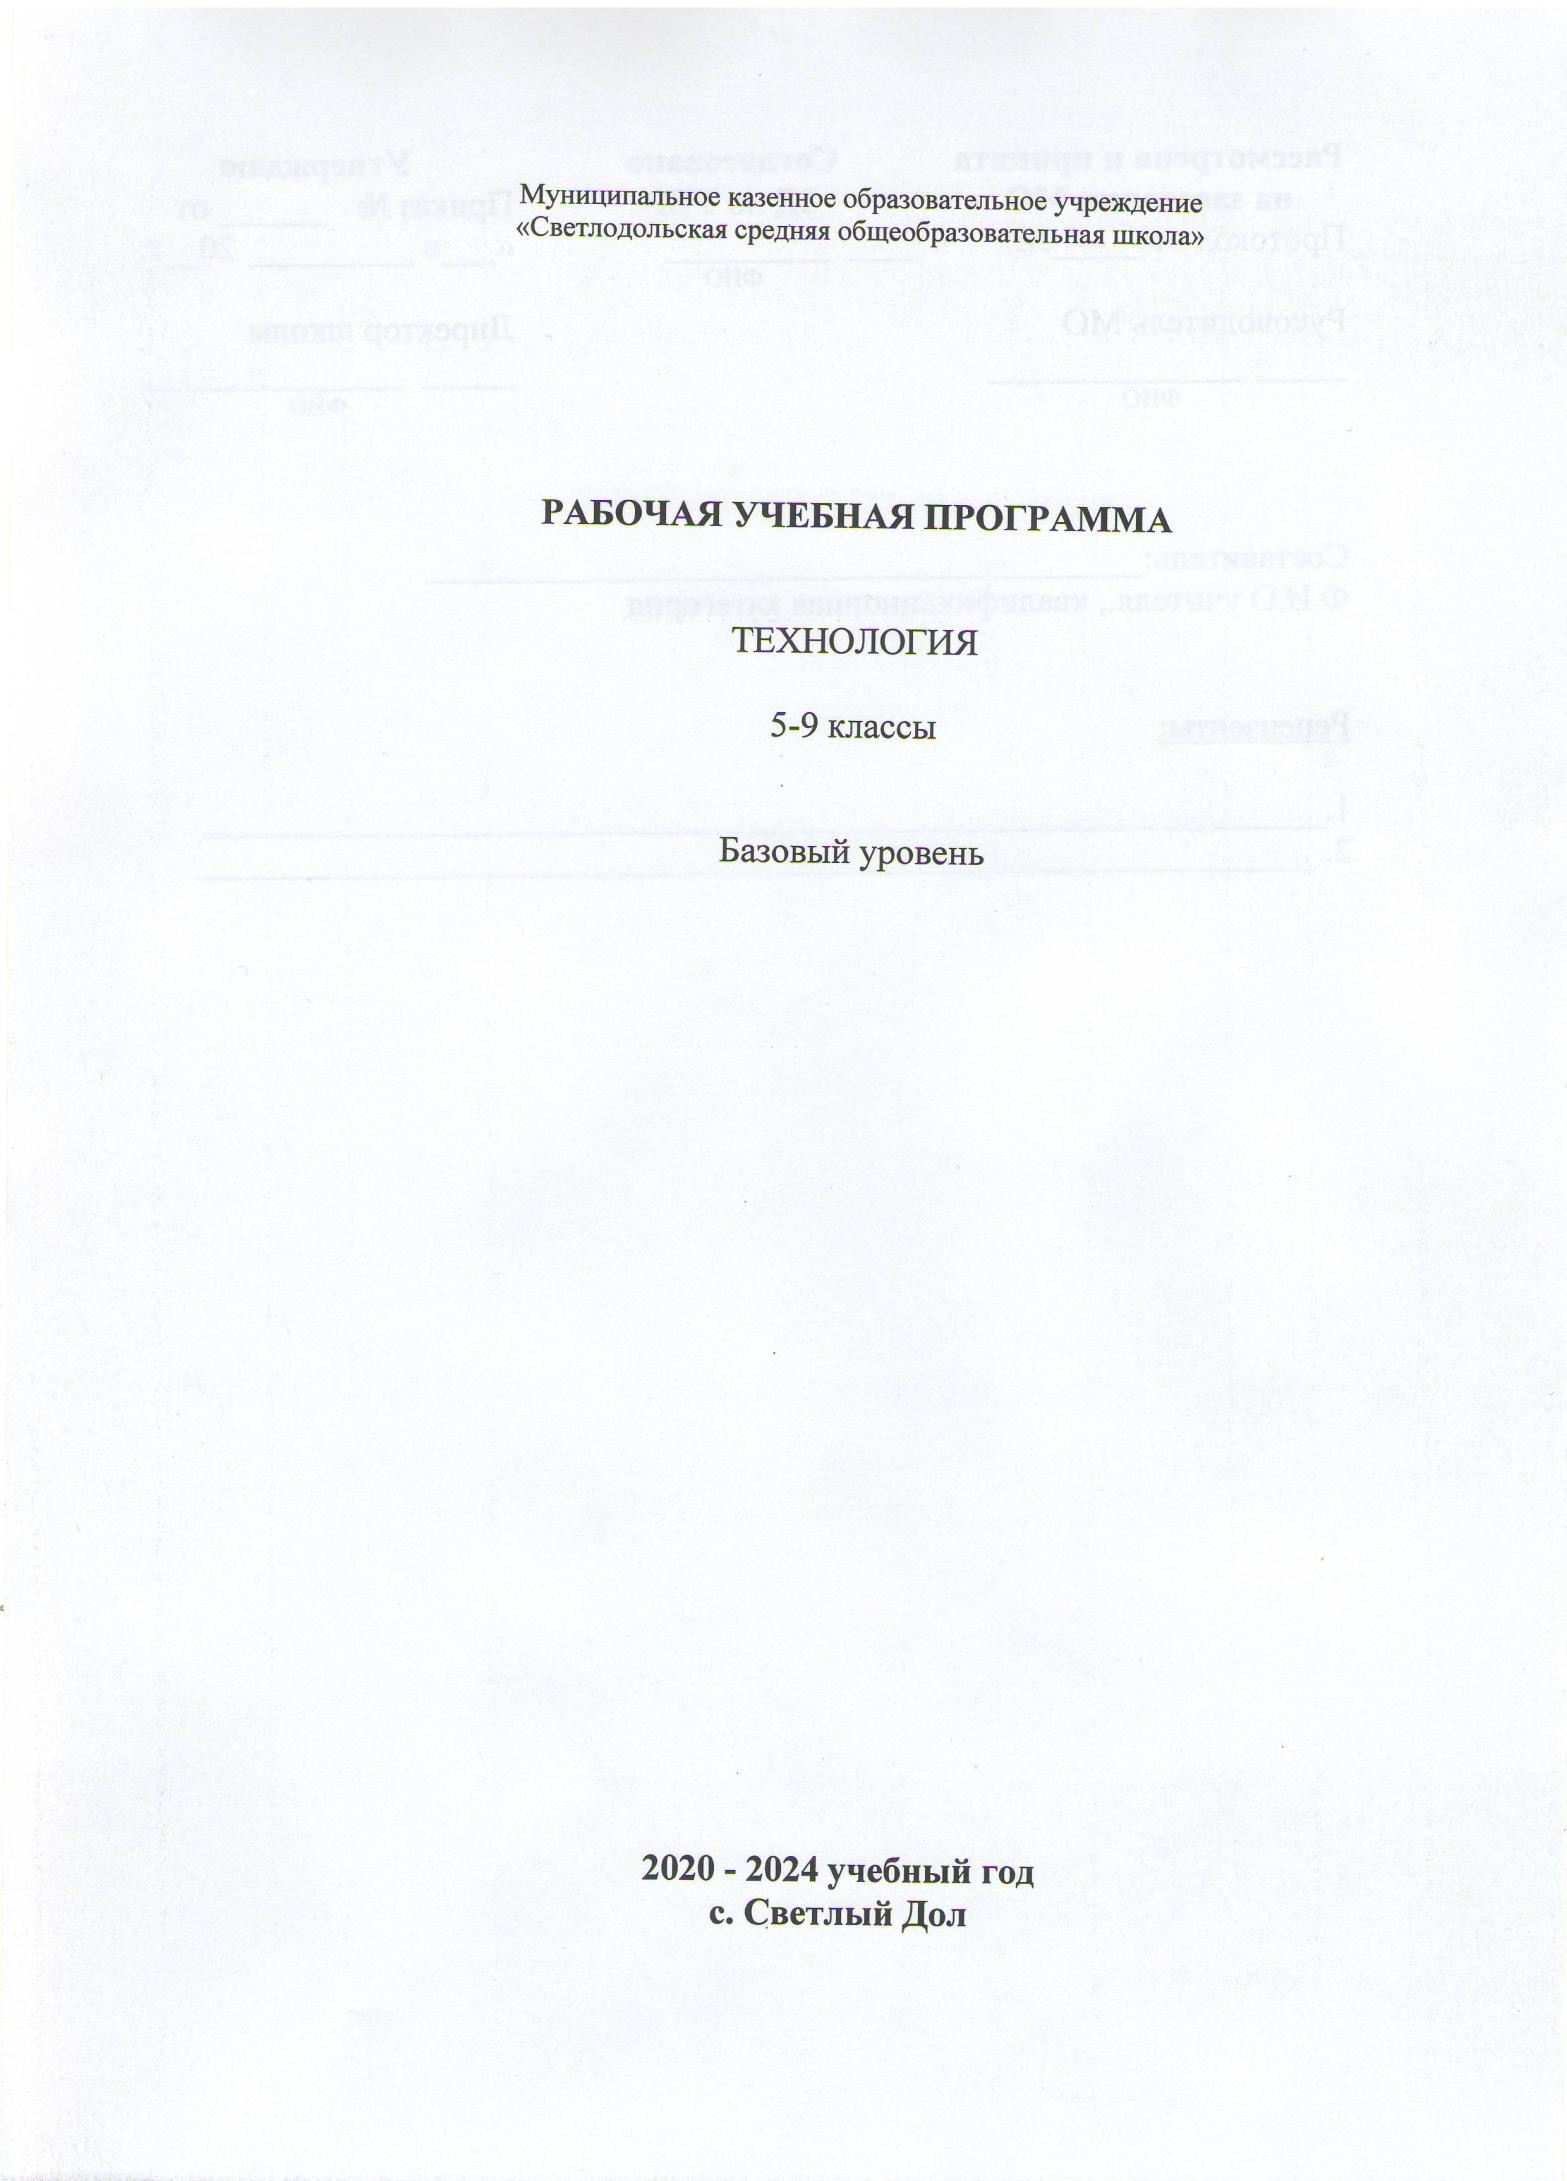 Муниципальное казенное образовательное учреждение
«Светлодольская средняя общеобразовательная школа»
РАБОЧАЯ УЧЕБНАЯ ПРОГРАММА
ТЕХНОЛОГИЯ
5-9 классы
Базовый уровень
2020 - 2024 учебный год
с. Светлый Дол